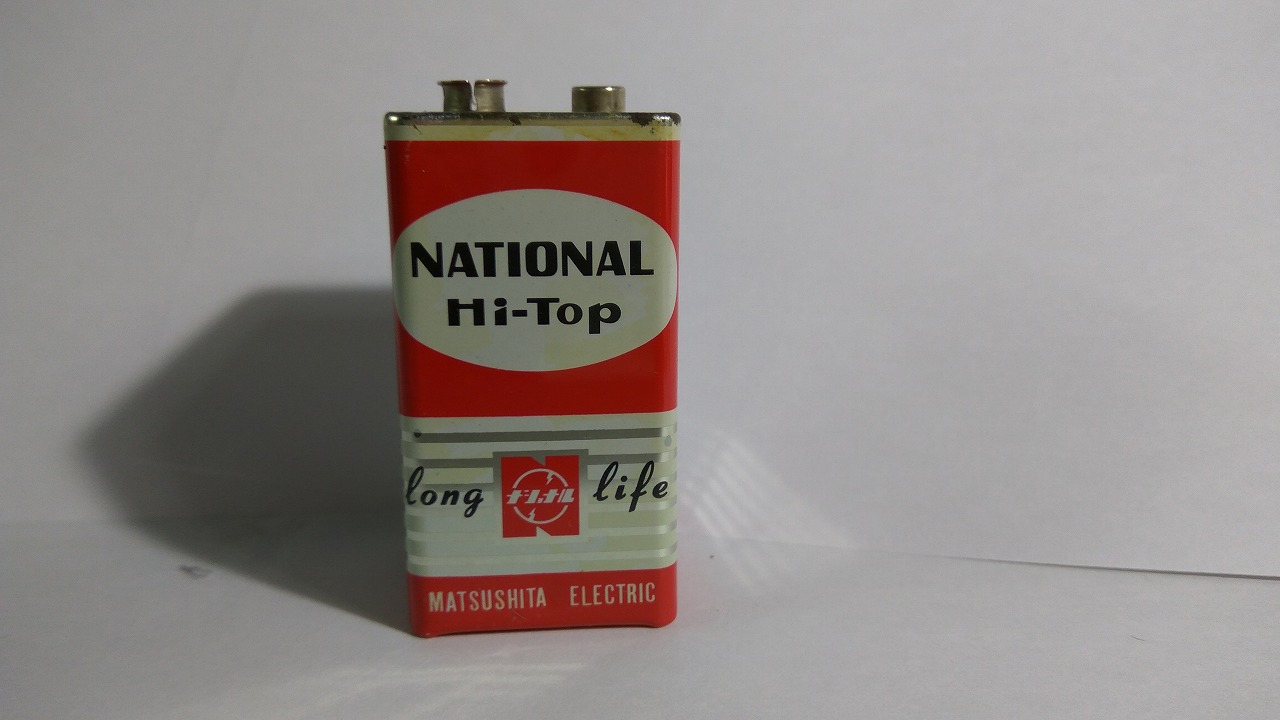 NATIONAL
Hi-Top
long ナショナル life
MATSUSHITA ELECTRIC